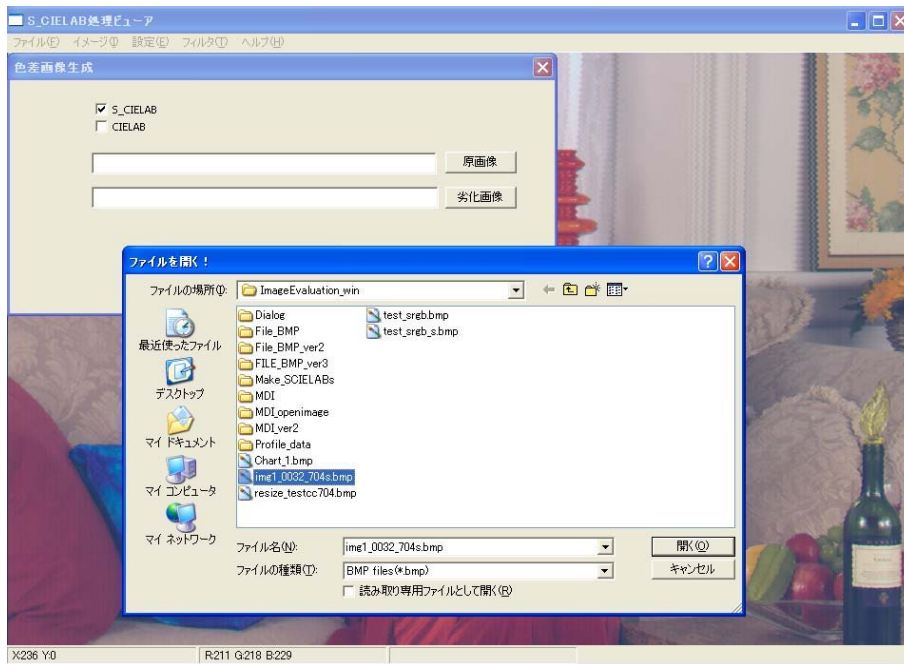 S_CIELAB処理ビューア
ファイル(F) イメージ(I) 設定(E) フィルタ(T) ヘルプ(H)
色差画像生成
S_CIELAB
CIELAB
原画像
劣化画像
ファイルを開く!
ファイルの場所(I):
ImageEvaluation_win
最近使ったファイル
デスクトップ
マイ ドキュメント
マイ コンピュータ
マイ ネットワーク
Dialog
File_BMP
File_BMP_ver2
FILE_BMP_ver3
Make_SCIELABs
MDI
MDI_openimage
MDI_ver2
Profile_data
Chart_1.bmp
img1_0032_704s.bmp
resize_testcc704.bmp
test_srgb.bmp
test_srgb_s.bmp
ファイル名(N):
img1_0032_704s.bmp
開く(O)
ファイルの種類(T):
BMP files(*.bmp)
キャンセル
読み取り専用ファイルとして開く(R)
X:236 Y:0 R:211 G:218 B:229